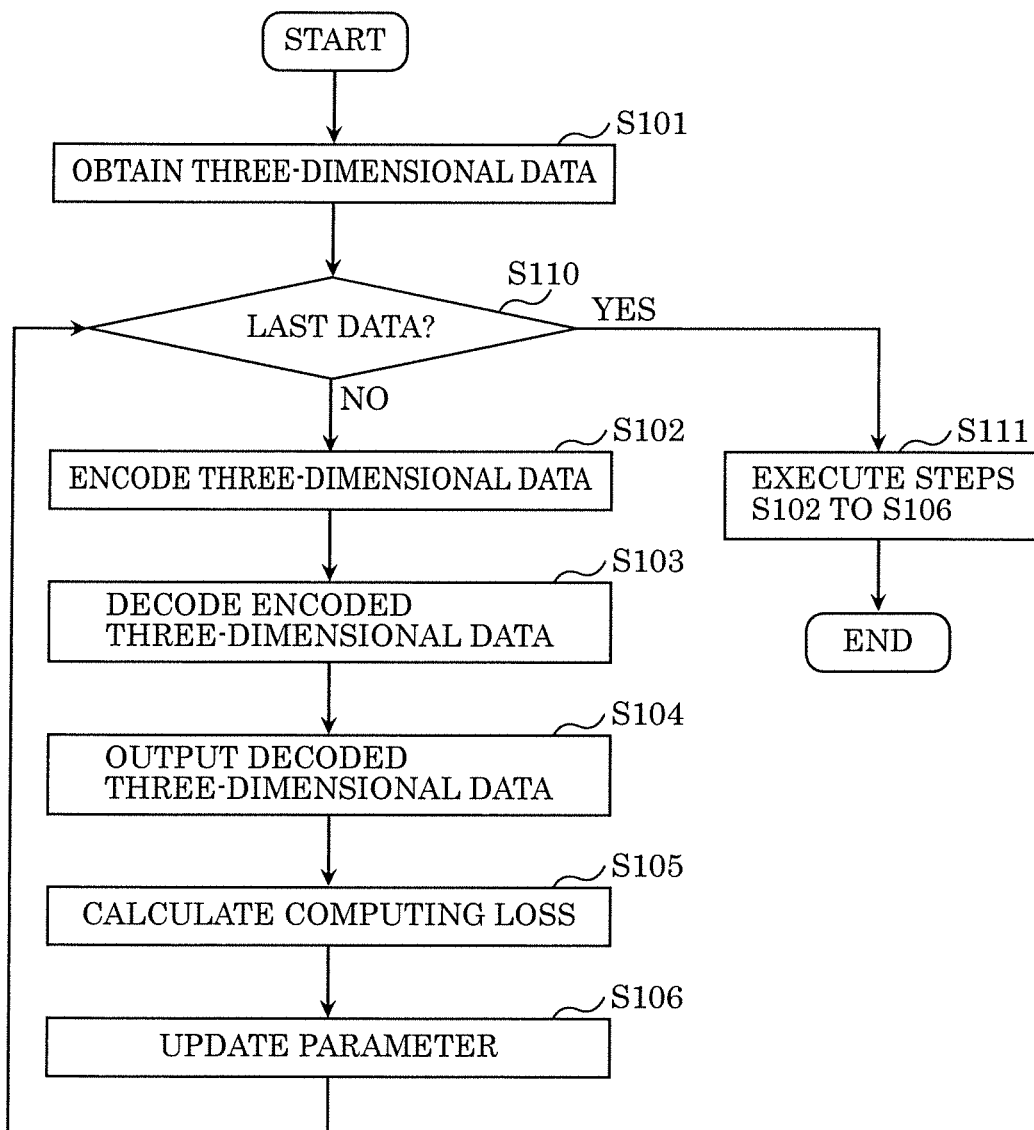 START
S101
OBTAIN THREE-DIMENSIONAL DATA
S110
LAST DATA?
YES
NO
S102
ENCODE THREE-DIMENSIONAL DATA
S111
EXECUTE STEPS
S102 TO S106
S103
DECODE ENCODED
THREE-DIMENSIONAL DATA
END
S104
OUTPUT DECODED
THREE-DIMENSIONAL DATA
S105
CALCULATE COMPUTING LOSS
S106
UPDATE PARAMETER